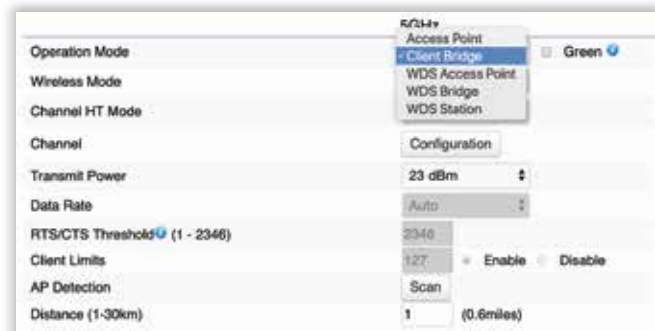 5GHz
Operation Mode
Access Point
Client Bridge
WDS Access Point
WDS Bridge
WDS Station
Green
Wireless Mode
Channel HT Mode
Channel Configuration
Transmit Power 23 dBm
Data Rate Auto
RTS/CTS Threshold (1 - 2346) 2346
Client Limits 127 Enable Disable
AP Detection Scan
Distance (1-30km) 1 (0.6miles)